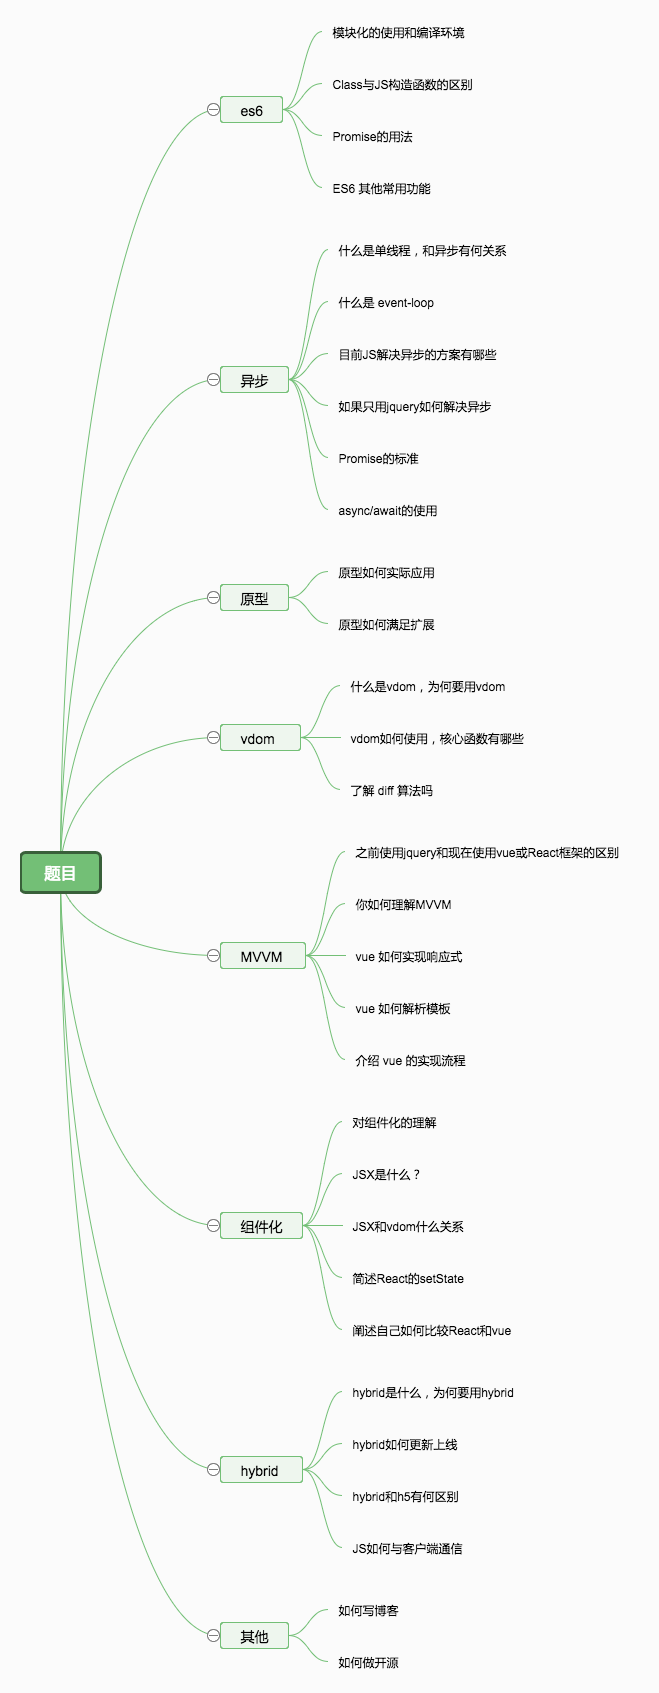 题目
es6
模块化的使用和编译环境
Class与JS构造函数的区别
Promise的用法
ES6 其他常用功能
异步
什么是单线程，和异步有何关系
什么是 event-loop
目前JS解决异步的方案有哪些
如果只用jquery如何解决异步
Promise的标准
async/await的使用
原型
原型如何实际应用
原型如何满足扩展
vdom
什么是vdom，为何要用vdom
vdom如何使用，核心函数有哪些
了解 diff 算法吗
MVVM
之前使用jquery和现在使用vue或React框架的区别
你如何理解MVVM
vue 如何实现响应式
vue 如何解析模板
介绍 vue 的实现流程
组件化
对组件化的理解
JSX是什么？
JSX和vdom什么关系
简述React的setState
阐述自己如何比较React和vue
hybrid
hybrid是什么，为何要用hybrid
hybrid如何更新上线
hybrid和h5有何区别
JS如何与客户端通信
其他
如何写博客
如何做开源